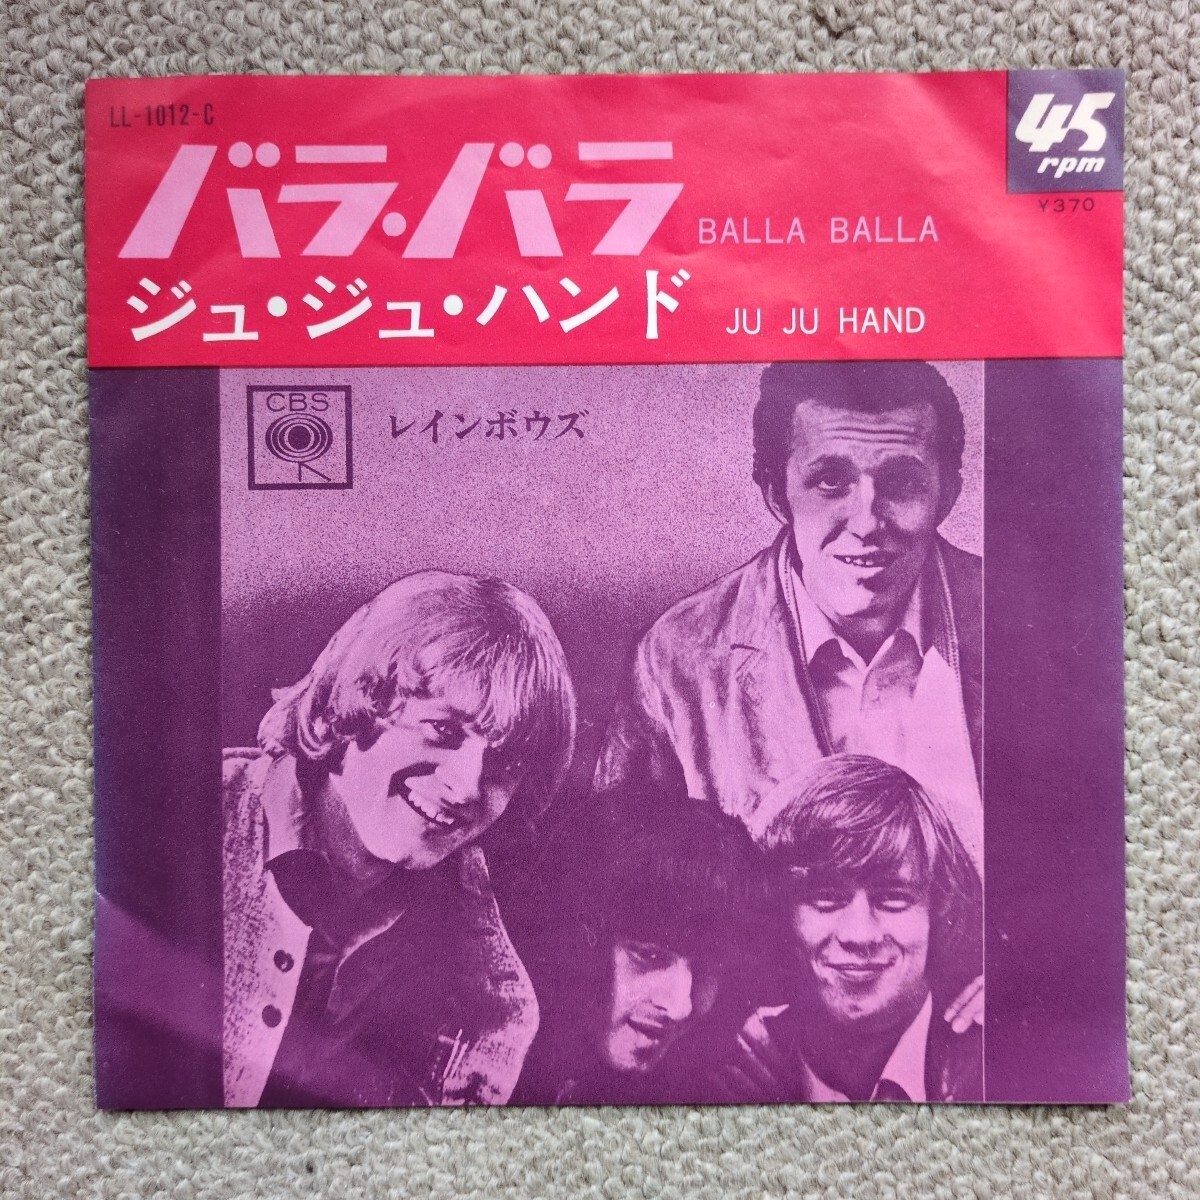 LL-1012-C
45
rpm
¥370
バラ・バラ BALLA BALLA
ジュ・ジュ・ハンド JU JU HAND
CBS
レインボウズ